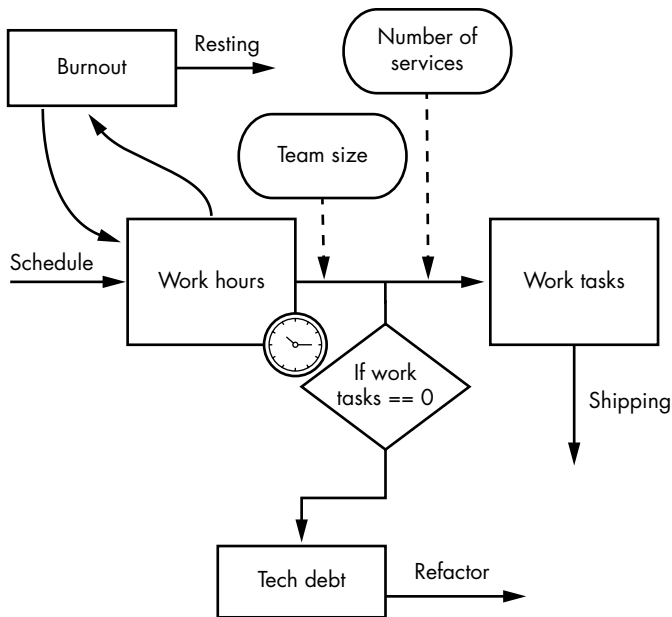 Resting
Burnout
Number of
services
Team size
Schedule
Work hours
Work tasks
If work
tasks == 0
Shipping
Tech debt
Refactor